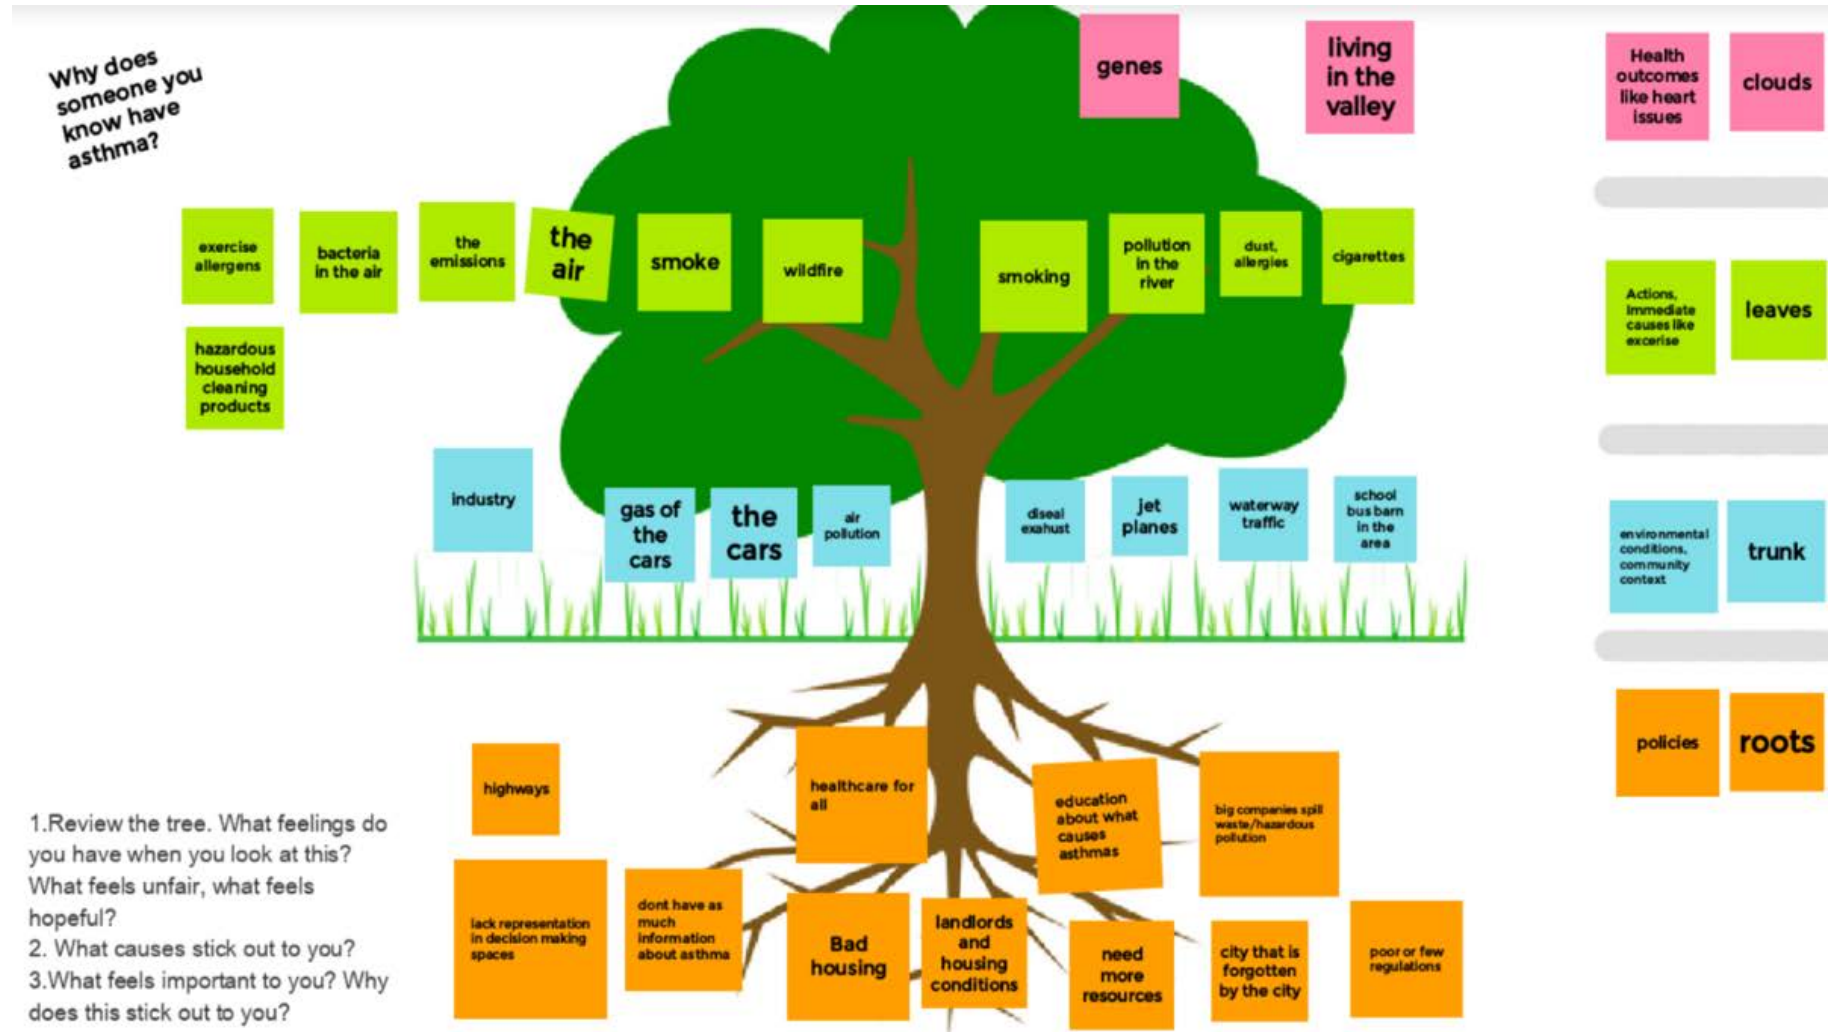 Why does
someone you
know have
asthma?
genes
living
in the
valley
Health
outcomes
like heart
issues
clouds
exercise
allergens
bacteria
in the air
the
emissions
the
air
smoke
wildfire
smoking
pollution
in the
river
dust,
allergies
cigarettes
Actions,
Immediate
causes like
excerise
leaves
hazardous
household
cleaning
products
industry
gas of
the
cars
the
cars
air
pollution
diseal
exahust
jet
planes
waterway
traffic
school
bus barn
in the
area
environmental
conditions,
community
context
trunk
policies
roots
highways
healthcare for
all
education
about what
causes
asthmas
big companies spill
waste/hazardous
pollution
lack representation
in decision making
spaces
dont have as
much
information
about asthma
Bad
housing
landlords
and
housing
conditions
need
more
resources
city that is
forgotten
by the city
poor or few
regulations
1.Review the tree. What feelings do
you have when you look at this?
What feels unfair, what feels
hopeful?
2. What causes stick out to you?
3.What feels important to you? Why
does this stick out to you?